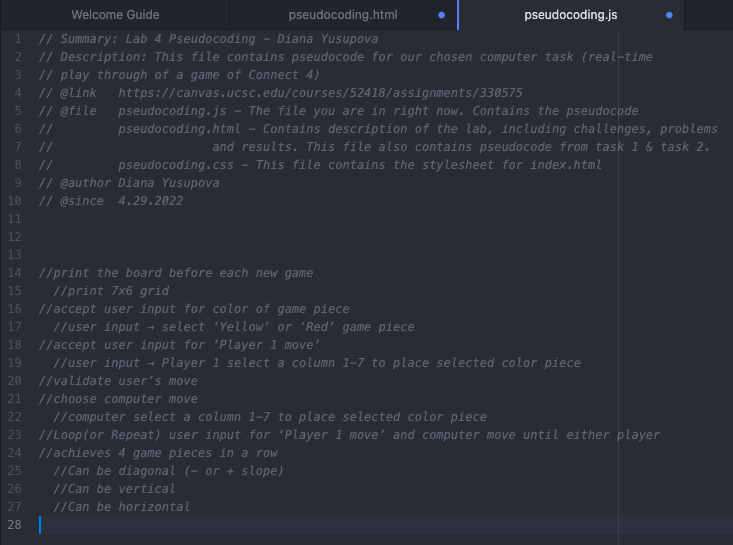 Welcome Guide pseudocoding.html pseudocoding.js
1 // Summary: Lab 4 Pseudocoding – Diana Yusupova
2 // Description: This file contains pseudocode for our chosen computer task (real-time
3 // play through of a game of Connect 4)
4 // @link https://canvas.ucsc.edu/courses/52418/assignments/330575
5 // @file pseudocoding.js – The file you are in right now. Contains the pseudocode
6 // pseudocoding.html – Contains description of the lab, including challenges, problems
7 // and results. This file also contains pseudocode from task 1 & task 2.
8 // pseudocoding.css – This file contains the stylesheet for index.html
9 // @author Diana Yusupova
10 // @since 4.29.2022
11
12
13
14 //print the board before each new game
15 //print 7x6 grid
16 //accept user input for color of game piece
17 //user input → select ‘Yellow’ or ‘Red’ game piece
18 //accept user input for ‘Player 1 move’
19 //user input → Player 1 select a column 1–7 to place selected color piece
20 //validate user’s move
21 //choose computer move
22 //computer select a column 1–7 to place selected color piece
23 //Loop(or Repeat) user input for ‘Player 1 move’ and computer move until either player
24 //achieves 4 game pieces in a row
25 //Can be diagonal (– or + slope)
26 //Can be vertical
27 //Can be horizontal
28